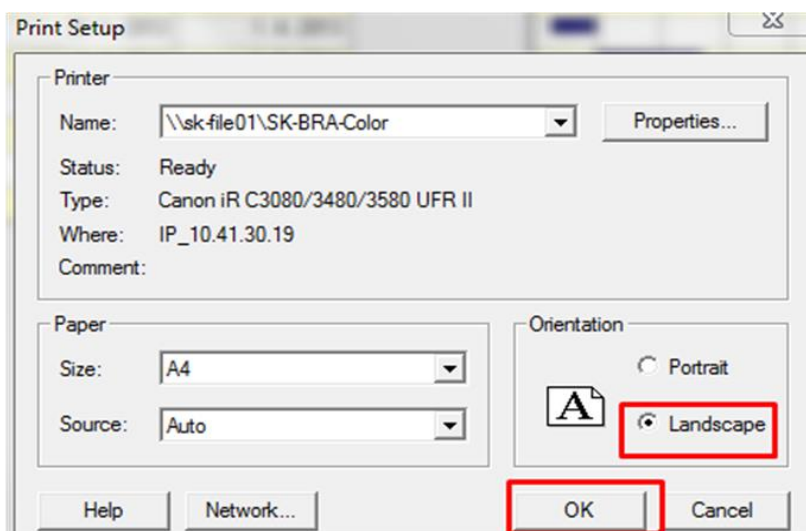 Print Setup
Printer
Name: \\sk-file01\SK-BRA-Color Properties...
Status: Ready
Type: Canon iR C3080/3480/3580 UFR II
Where: IP_10.41.30.19
Comment:
Paper
Size: A4
Source: Auto
Orientation
Portrait
A
Landscape
Help Network... OK Cancel